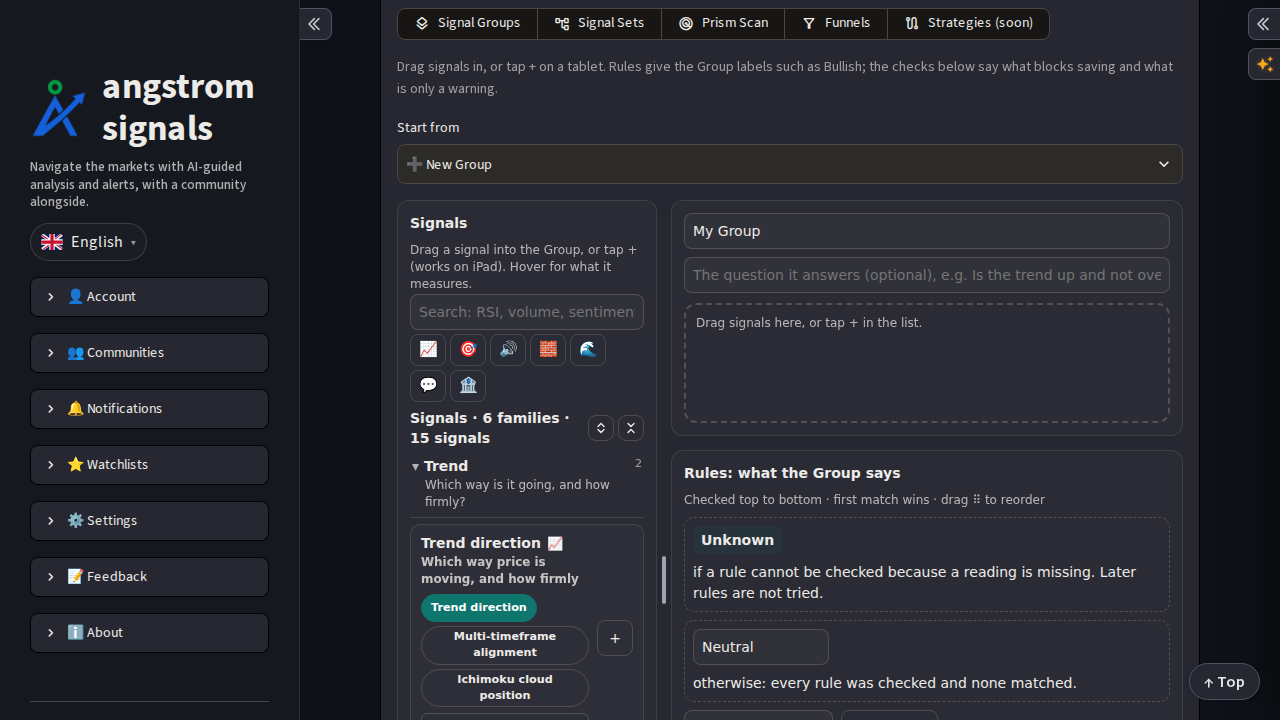 angstrom
signals
Navigate the markets with AI-guided
analysis and alerts, with a community
alongside.
English
Account
Communities
Notifications
Watchlists
Settings
Feedback
About
Signal Groups
Signal Sets
Prism Scan
Funnels
Strategies (soon)
Drag signals in, or tap + on a tablet. Rules give the Group labels such as Bullish; the checks below say what blocks saving and what
is only a warning.
Start from
➕ New Group
Signals
Drag a signal into the Group, or tap +
(works on iPad). Hover for what it
measures.
Search: RSI, volume, sentimen
Signals · 6 families ·
15 signals
Trend
2
Which way is it going, and how
firmly?
Trend direction
Which way price is
moving, and how firmly
Trend direction
Multi-timeframe
alignment
+
Ichimoku cloud
position
My Group
The question it answers (optional), e.g. Is the trend up and not ove
Drag signals here, or tap + in the list.
Rules: what the Group says
Checked top to bottom · first match wins · drag ⠿ to reorder
Unknown
if a rule cannot be checked because a reading is missing. Later
rules are not tried.
Neutral
otherwise: every rule was checked and none matched.
↑ Top